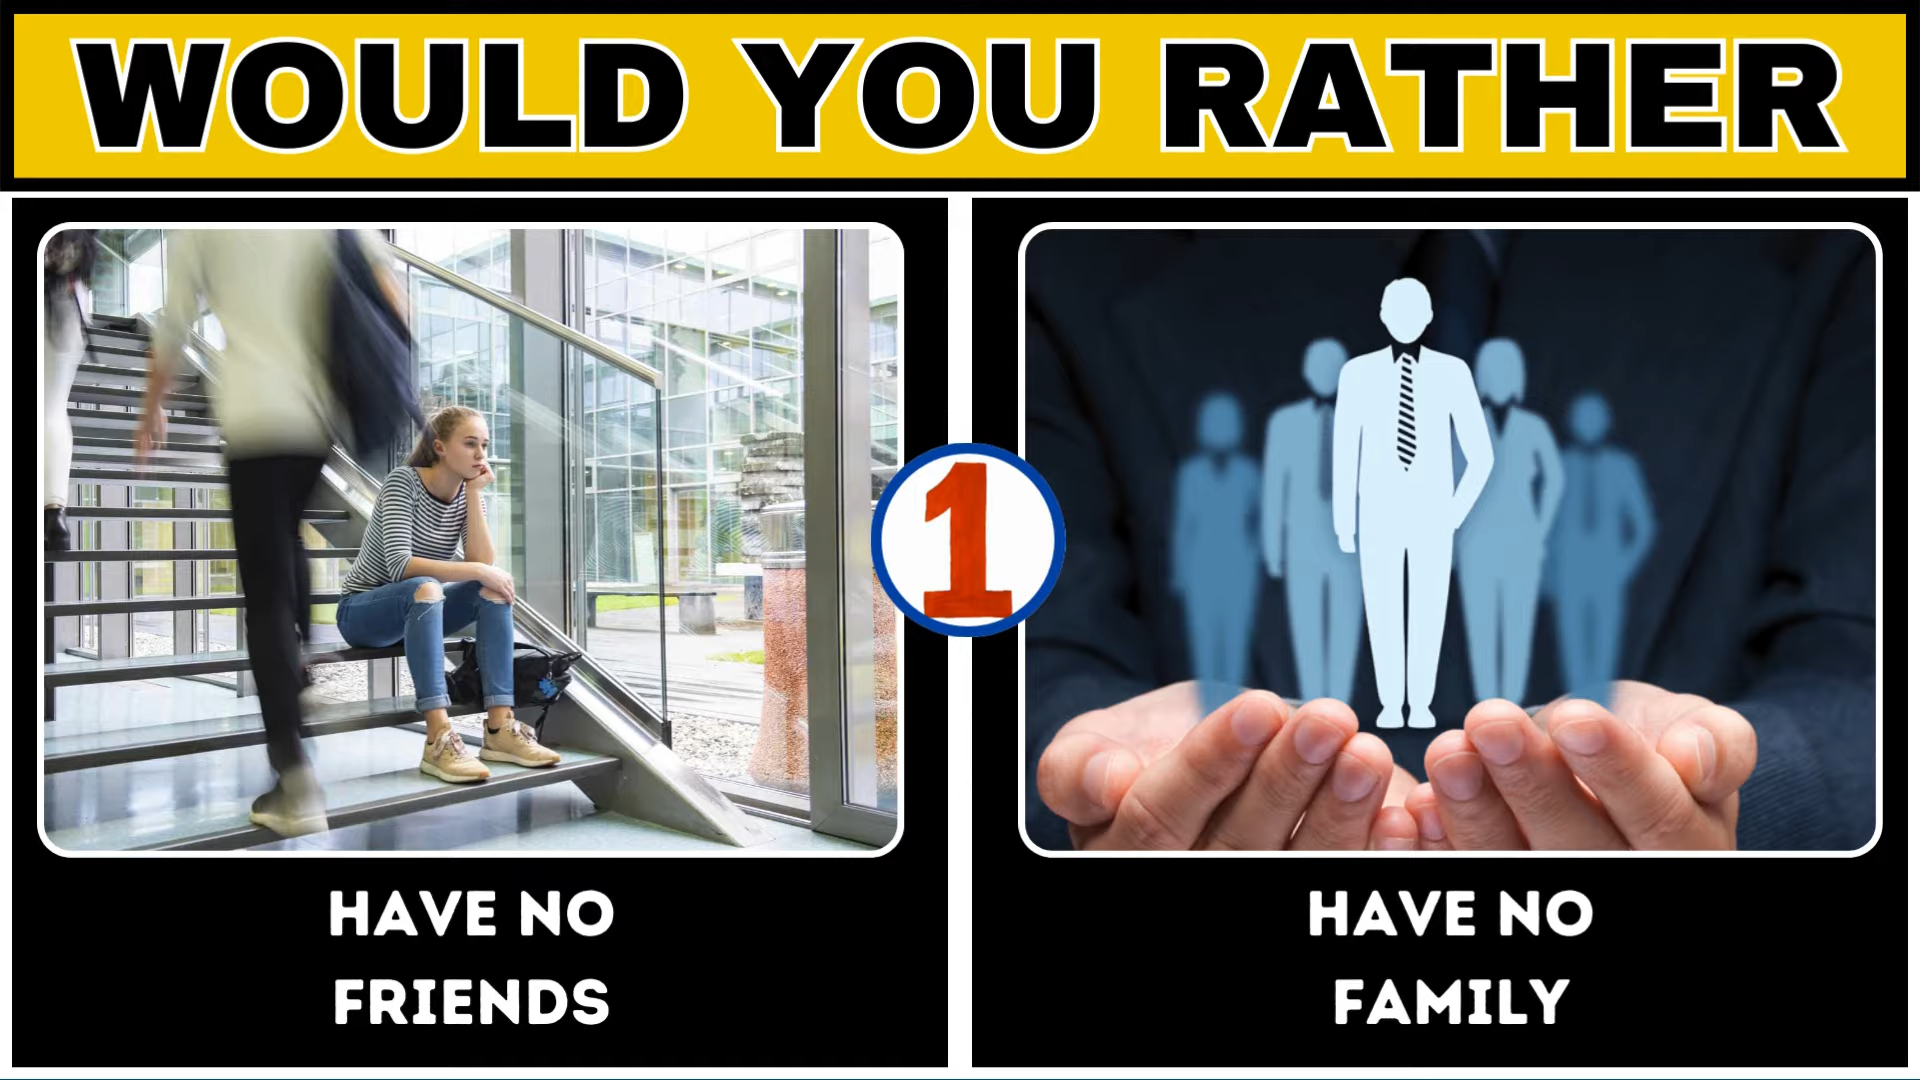 WOULD YOU RATHER
1
HAVE NO
FRIENDS
HAVE NO
FAMILY